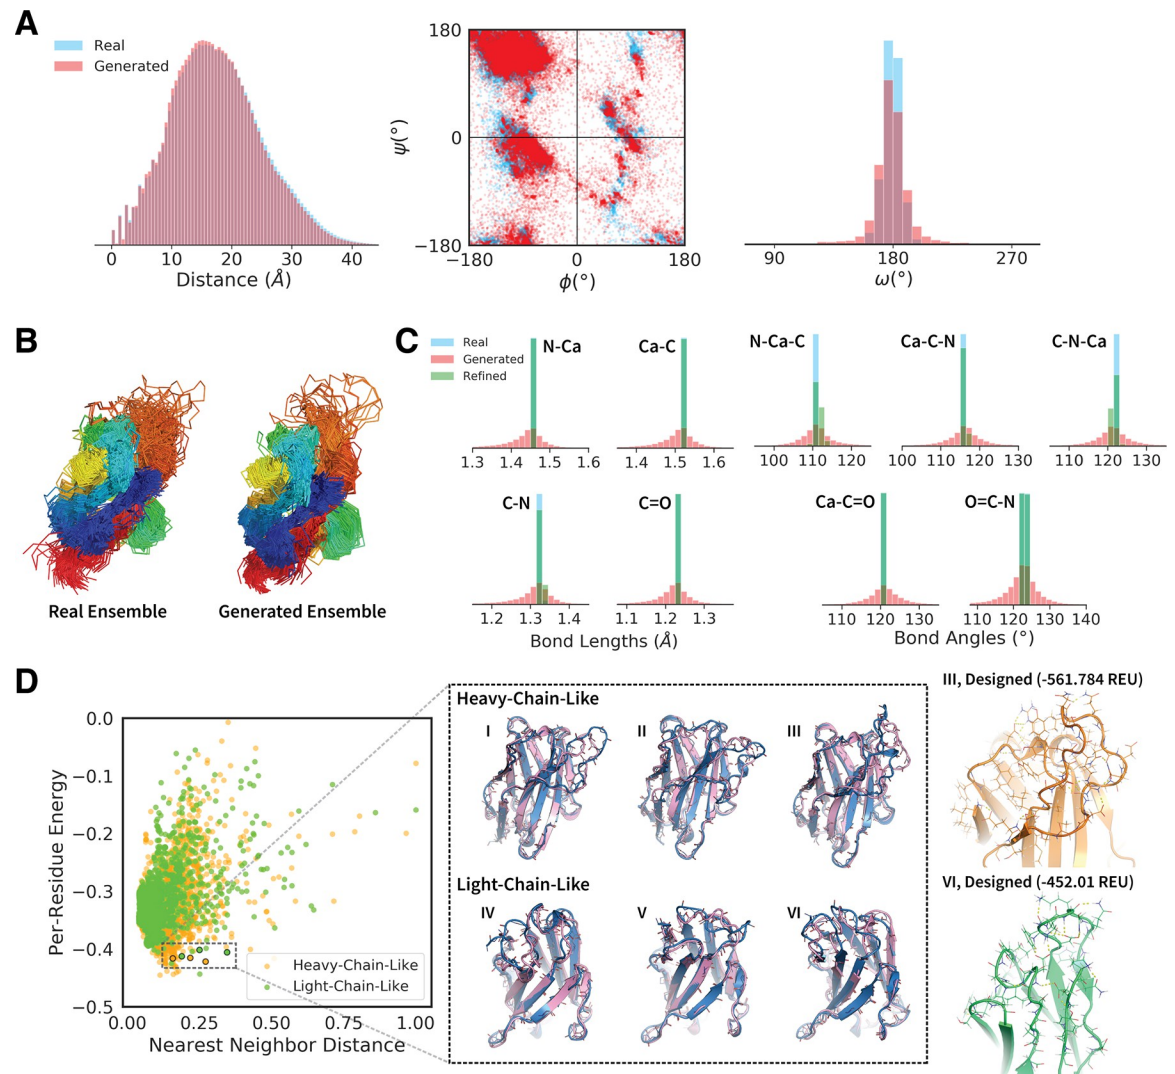 A
Real
Generated
0 10 20 30 40
Distance (Å)
180
0
−180
ψ(°)
−180 0 180
ϕ(°)
90 180 270
ω(°)
B
Real Ensemble
Generated Ensemble
C
Real
Generated
Refined
N-Ca
1.3 1.4 1.5 1.6
Ca-C
1.4 1.5 1.6
N-Ca-C
100 110 120
Ca-C-N
100 110 120 130
C-N-Ca
110 120 130
C-N
1.2 1.3 1.4
C=O
1.1 1.2 1.3
Bond Lengths (Å)
Ca-C=O
110 120 130
O=C-N
110 120 130 140
Bond Angles (°)
D
0.0
−0.1
−0.2
−0.3
−0.4
−0.5
Per-Residue Energy
Heavy-Chain-Like
Light-Chain-Like
0.00 0.25 0.50 0.75 1.00
Nearest Neighbor Distance
Heavy-Chain-Like
I II III
Light-Chain-Like
IV V VI
III, Designed (-561.784 REU)
VI, Designed (-452.01 REU)